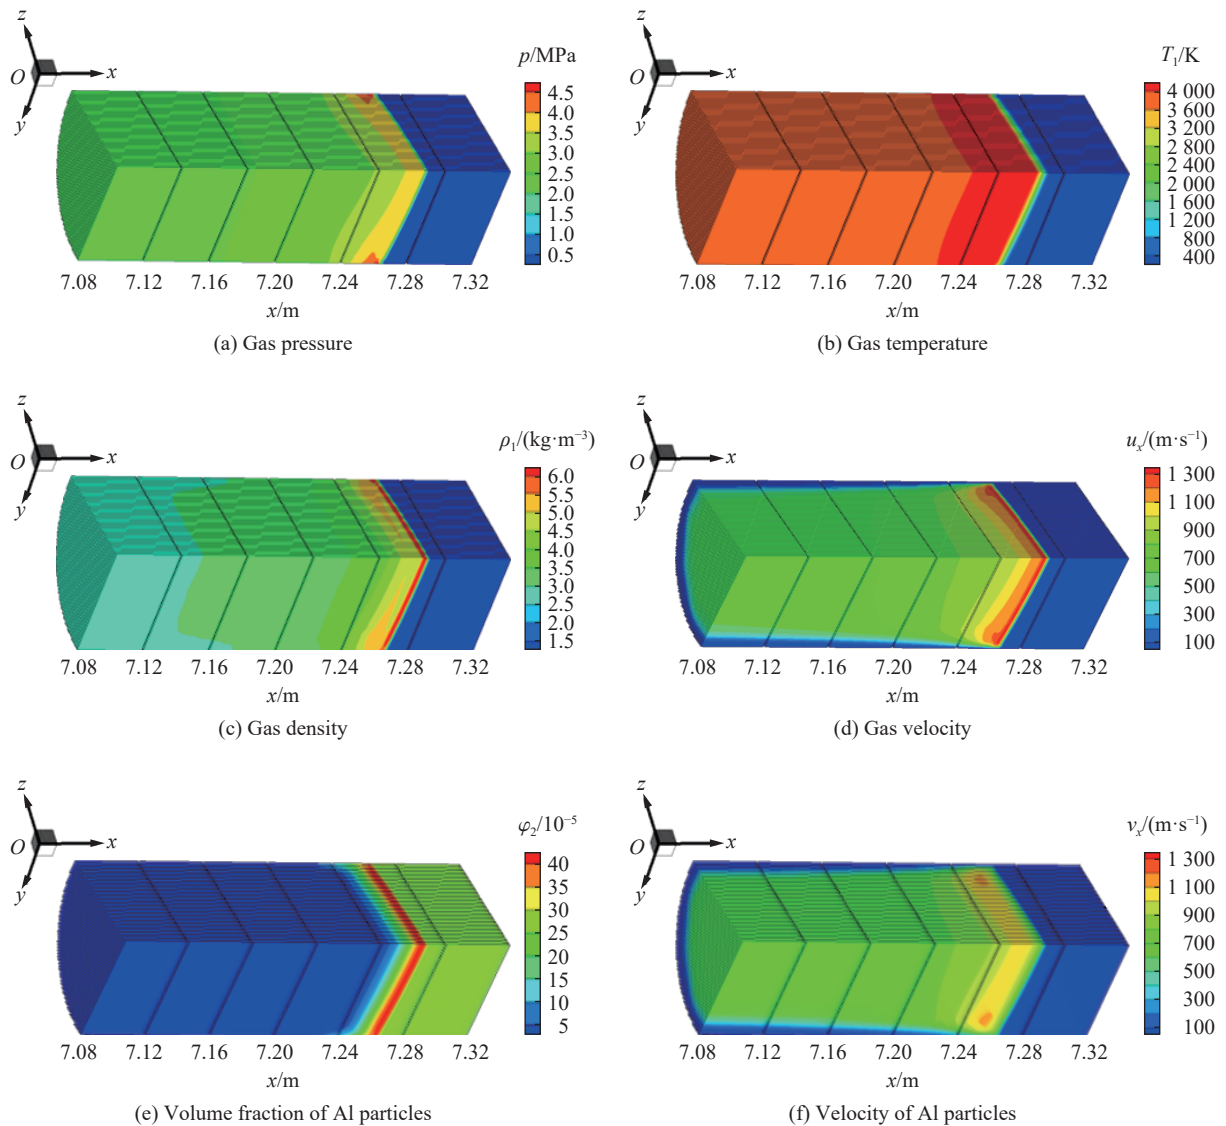 z
O
x
y
p/MPa
4.5
4.0
3.0
2.5
2.0
1.5
1.0
0.5
7.08 7.12 7.16 7.20 7.24 7.28 7.32
x/m
(a) Gas pressure
z
O
x
y
T₁/K
4 000
3 600
3 200
2 800
2 400
2 000
1 600
1 200
800
400
7.08 7.12 7.16 7.20 7.24 7.28 7.32
x/m
(b) Gas temperature
z
O
x
y
ρ₁/(kg·m⁻³)
6.0
5.5
5.0
4.5
4.0
3.5
3.0
2.5
2.0
1.5
7.08 7.12 7.16 7.20 7.24 7.28 7.32
x/m
(c) Gas density
z
O
x
y
uₓ/(m·s⁻¹)
1 300
1 100
900
700
500
300
100
7.08 7.12 7.16 7.20 7.24 7.28 7.32
x/m
(d) Gas velocity
z
O
x
y
φ₂/10⁻⁵
40
35
30
25
20
15
10
5
7.08 7.12 7.16 7.20 7.24 7.28 7.32
x/m
(e) Volume fraction of Al particles
z
O
x
y
vₓ/(m·s⁻¹)
1 300
1 100
900
700
500
300
100
7.08 7.12 7.16 7.20 7.24 7.28 7.32
x/m
(f) Velocity of Al particles